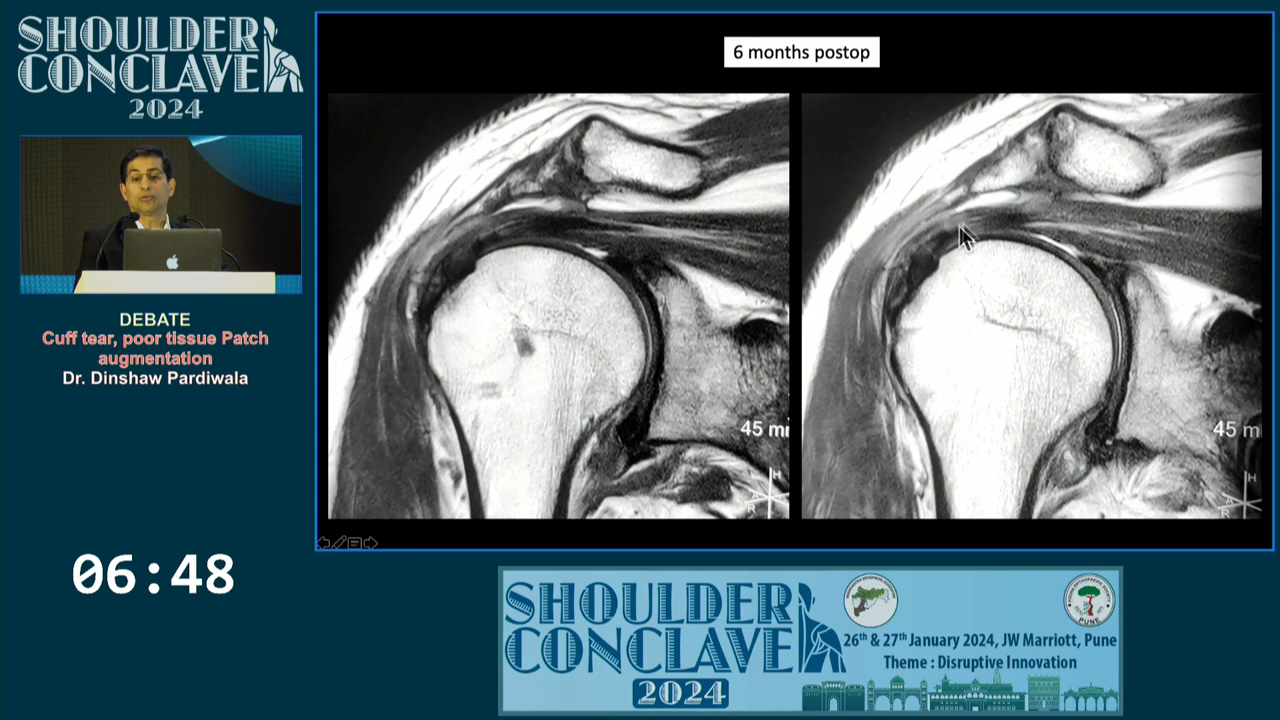 SHOULDER
CONCLAVE
2024
DEBATE
Cuff tear, poor tissue Patch
augmentation
Dr. Dinshaw Pardiwala
06:48
6 months postop
45 m
H
A
R
45 m
H
A
R
SHOULDER
CONCLAVE
2024
PUNE
26th & 27th January 2024, JW Marriott, Pune
Theme : Disruptive Innovation